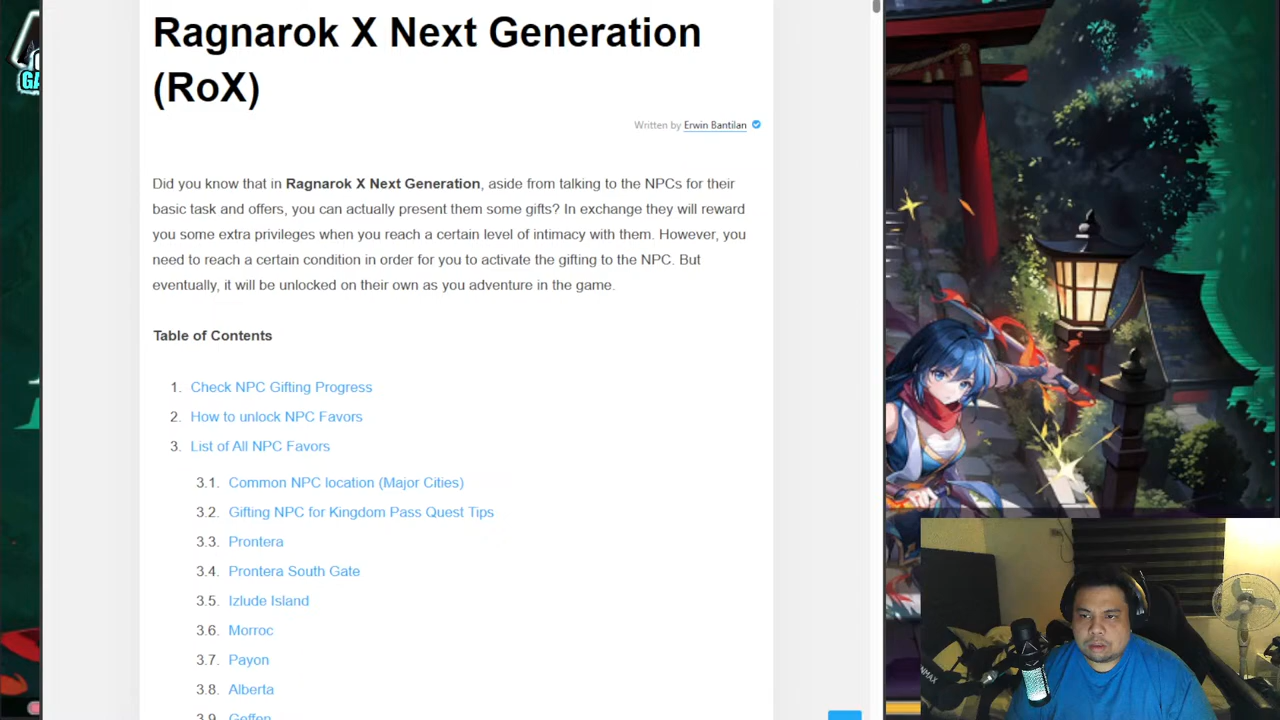 Ragnarok X Next Generation
(RoX)
Written by Erwin Bantilan
Did you know that in Ragnarok X Next Generation, aside from talking to the NPCs for their
basic task and offers, you can actually present them some gifts? In exchange they will reward
you some extra privileges when you reach a certain level of intimacy with them. However, you
need to reach a certain condition in order for you to activate the gifting to the NPC. But
eventually, it will be unlocked on their own as you adventure in the game.
Table of Contents
1. Check NPC Gifting Progress
2. How to unlock NPC Favors
3. List of All NPC Favors
3.1. Common NPC location (Major Cities)
3.2. Gifting NPC for Kingdom Pass Quest Tips
3.3. Prontera
3.4. Prontera South Gate
3.5. Izlude Island
3.6. Morroc
3.7. Payon
3.8. Alberta
3.9. Geffen
GA